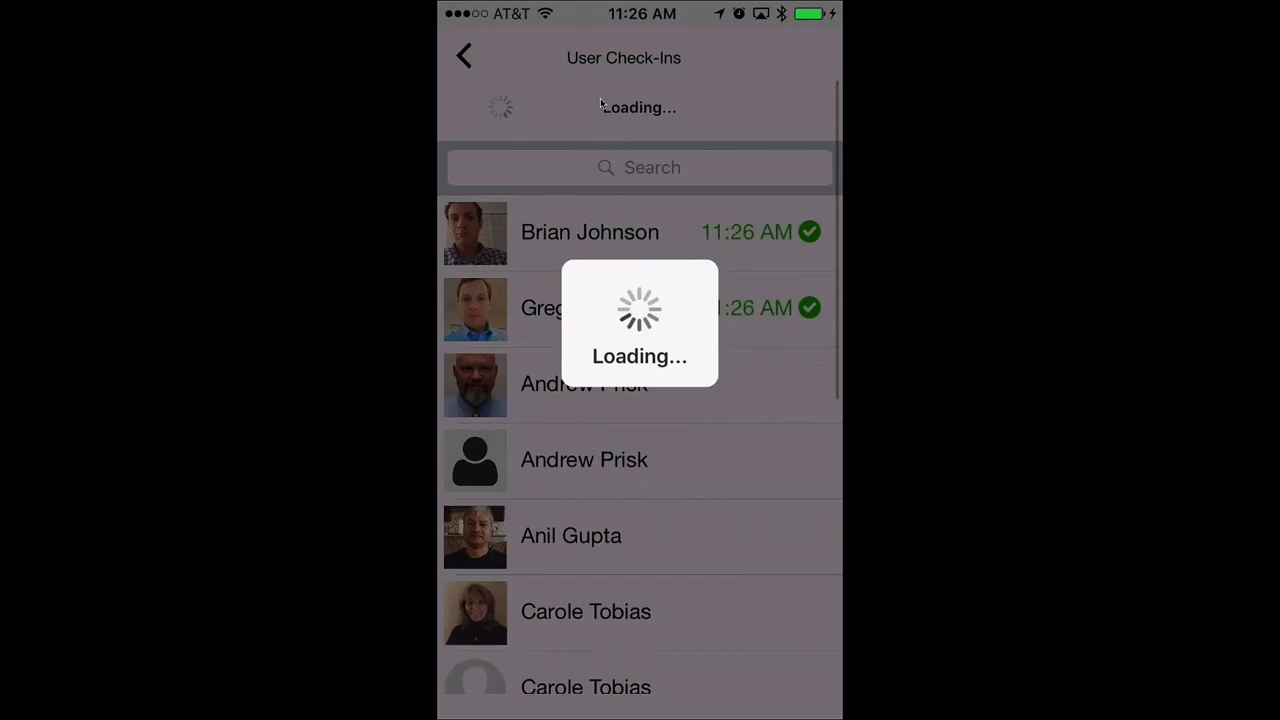 AT&T 11:26 AM
User Check-Ins
Loading...
Search
Brian Johnson 11:26 AM
Greg :26 AM
Loading...
Andrew Prisk
Andrew Prisk
Anil Gupta
Carole Tobias
Carole Tobias